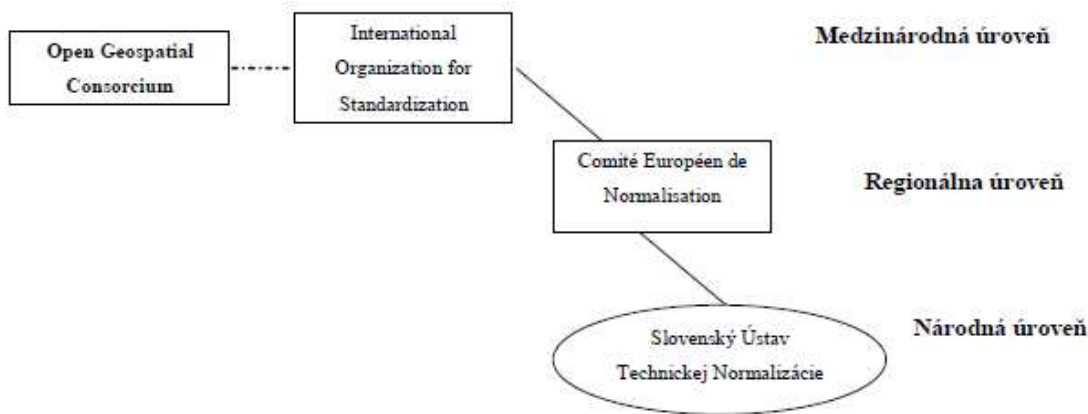 Open Geospatial
Consorcium
International
Organization for
Standardization
Medzinárodná úroveň
Comité Européen de
Normalisation
Regionálna úroveň
Slovenský Ústav
Technickej Normalizácie
Národná úroveň